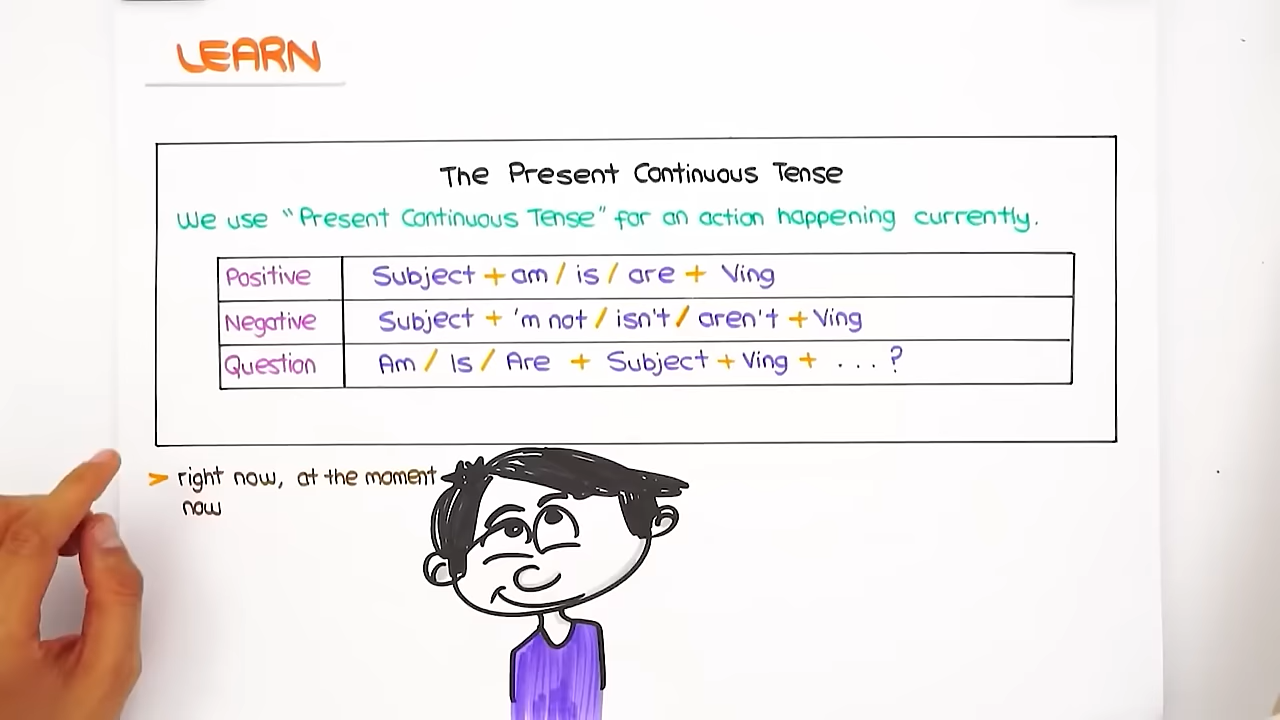 LEARN
The Present Continuous Tense
We use "Present Continuous Tense" for an action happening currently.
Positive Subject + am / is / are + Ving
Negative Subject + 'm not / isn't / aren't + Ving
Question Am / Is / Are + Subject + Ving + . . . ?
> right now, at the moment
now